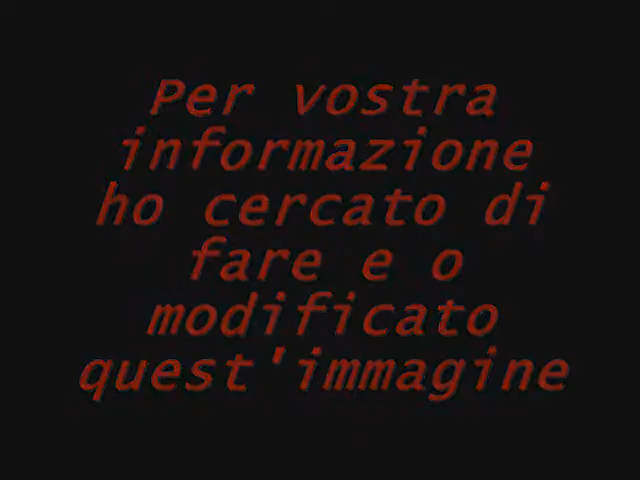 Per vostra
informazione
ho cercato di
fare e o
modificato
quest'immagine